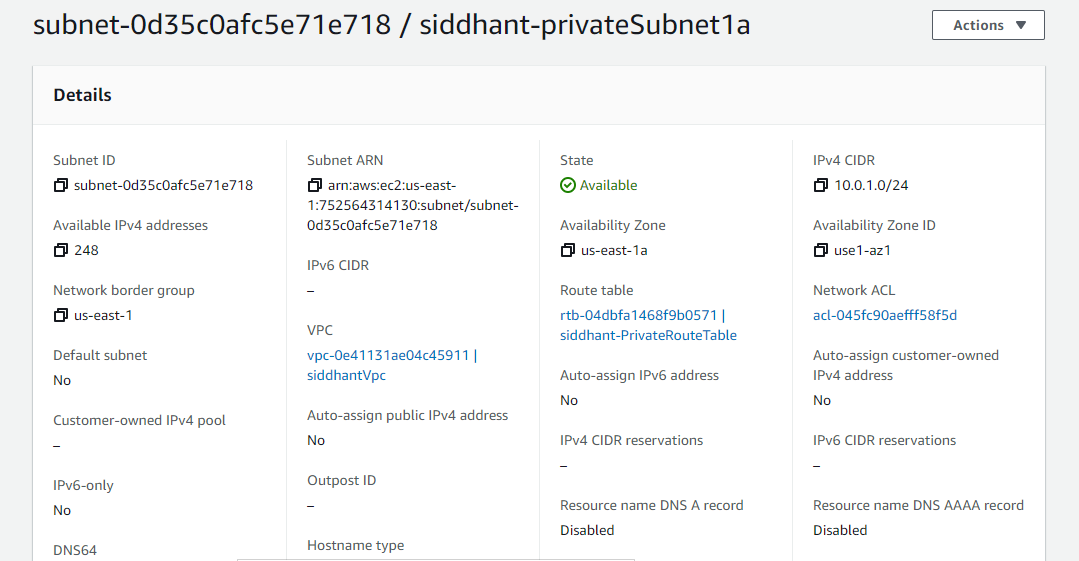 subnet-0d35c0afc5e71e718 / siddhant-privateSubnet1a
Actions
Details
Subnet ID
subnet-0d35c0afc5e71e718
Available IPv4 addresses
248
Network border group
us-east-1
Default subnet
No
Customer-owned IPv4 pool
–
IPv6-only
No
DNS64
Subnet ARN
arn:aws:ec2:us-east-
1:752564314130:subnet/subnet-
0d35c0afc5e71e718
IPv6 CIDR
–
VPC
vpc-0e41131ae04c45911 |
siddhantVpc
Auto-assign public IPv4 address
No
Outpost ID
–
Hostname type
State
Available
Availability Zone
us-east-1a
Route table
rtb-04dbfa1468f9b0571 |
siddhant-PrivateRouteTable
Auto-assign IPv6 address
No
IPv4 CIDR reservations
–
Resource name DNS A record
Disabled
IPv4 CIDR
10.0.1.0/24
Availability Zone ID
use1-az1
Network ACL
acl-045fc90aefff58f5d
Auto-assign customer-owned
IPv4 address
No
IPv6 CIDR reservations
–
Resource name DNS AAAA record
Disabled